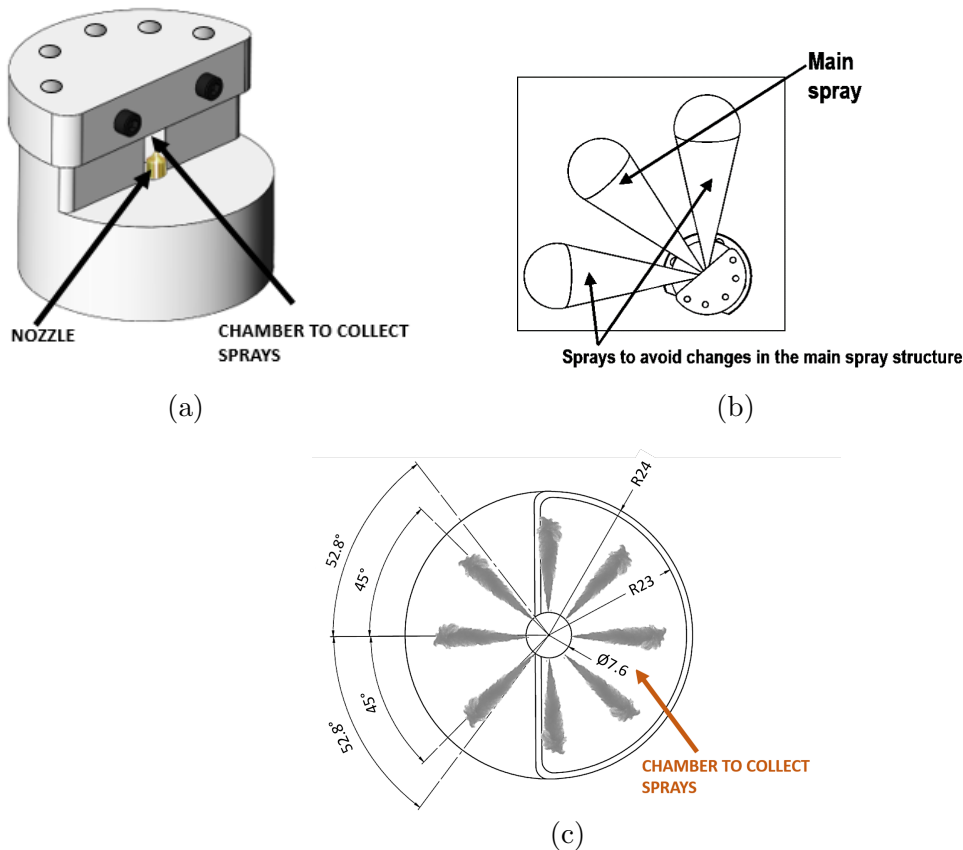 NOZZLE
CHAMBER TO COLLECT
SPRAYS
(a)
Main
spray
Sprays to avoid changes in the main spray structure
(b)
R24
52.8°
45°
R23
Ø7.6
45°
52.8°
CHAMBER TO COLLECT
SPRAYS
(c)